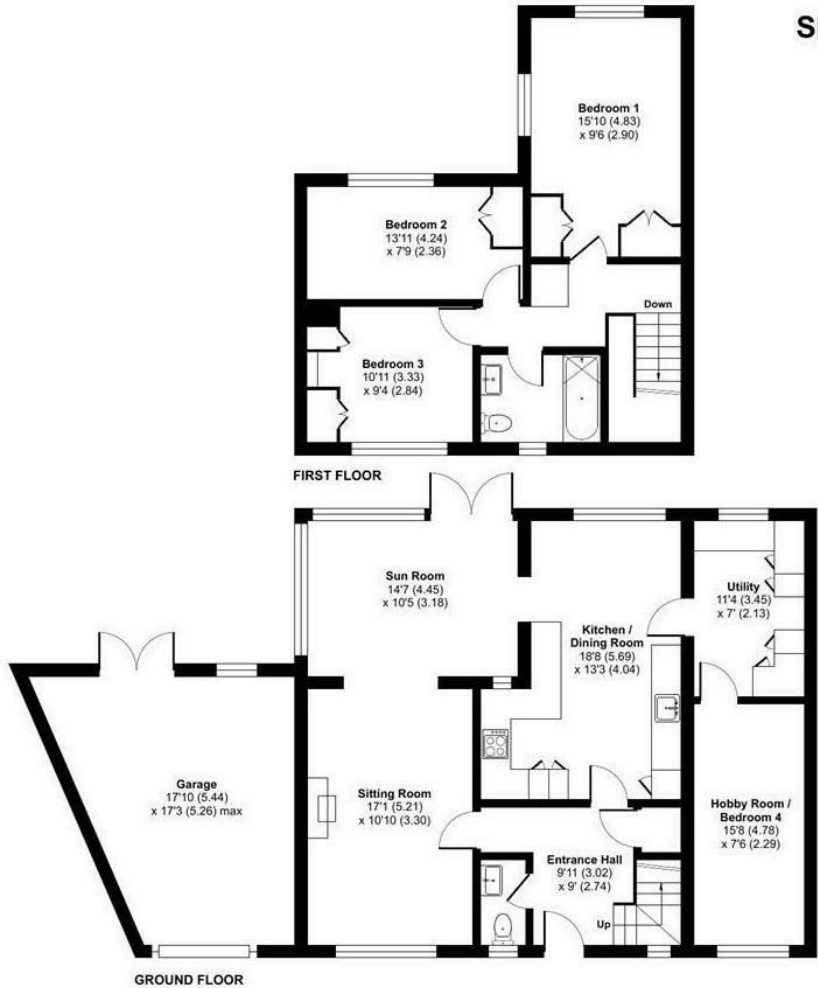 Bedroom 1
15'10 (4.83)
x 9'6 (2.90)
Bedroom 2
13'11 (4.24)
x 7'9 (2.36)
Down
Bedroom 3
10'11 (3.33)
x 9'4 (2.84)
FIRST FLOOR
Sun Room
14'7 (4.45)
x 10'5 (3.18)
Utility
11'4 (3.45)
x 7' (2.13)
Kitchen /
Dining Room
18'8 (5.69)
x 13'3 (4.04)
Garage
17'10 (5.44)
x 17'3 (5.26) max
Sitting Room
17'1 (5.21)
x 10'10 (3.30)
Hobby Room /
Bedroom 4
15'8 (4.78)
x 7'6 (2.29)
Entrance Hall
9'11 (3.02)
x 9' (2.74)
Up
GROUND FLOOR